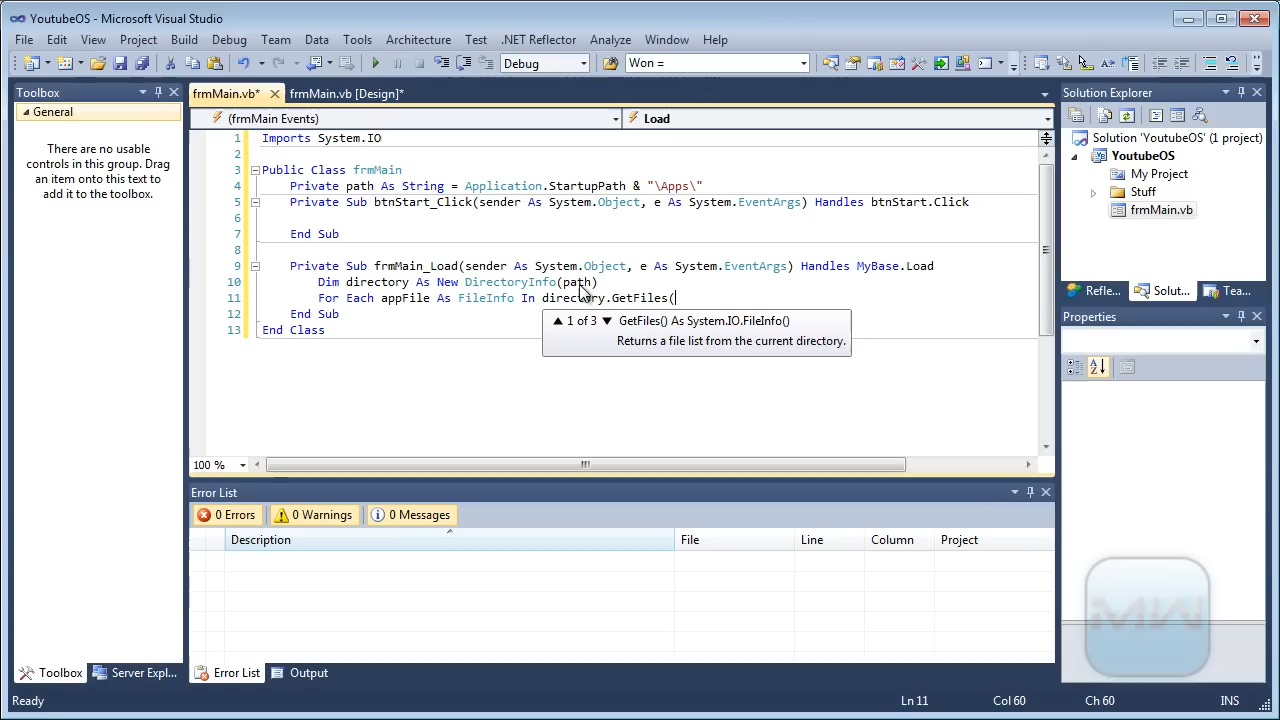 YoutubeOS - Microsoft Visual Studio
File Edit View Project Build Debug Team Data Tools Architecture Test .NET Reflector Analyze Window Help
Debug Won =
Toolbox
General
There are no usable
controls in this group. Drag
an item onto this text to
add it to the toolbox.
Toolbox Server Expl...
frmMain.vb* frmMain.vb [Design]*
(frmMain Events) Load
1 Imports System.IO
2
3 Public Class frmMain
4 Private path As String = Application.StartupPath & "\Apps\"
5 Private Sub btnStart_Click(sender As System.Object, e As System.EventArgs) Handles btnStart.Click
6
7 End Sub
8
9 Private Sub frmMain_Load(sender As System.Object, e As System.EventArgs) Handles MyBase.Load
10 Dim directory As New DirectoryInfo(path)
11 For Each appFile As FileInfo In directory.GetFiles(
12 End Sub
13 End Class
1 of 3 GetFiles() As System.IO.FileInfo()
Returns a file list from the current directory.
100 %
Error List
0 Errors 0 Warnings 0 Messages
Description File Line Column Project
Error List Output
Solution Explorer
Solution 'YoutubeOS' (1 project)
YoutubeOS
My Project
Stuff
frmMain.vb
Refle... Solut... Tea...
Properties
MW
Ready Ln 11 Col 60 Ch 60 INS